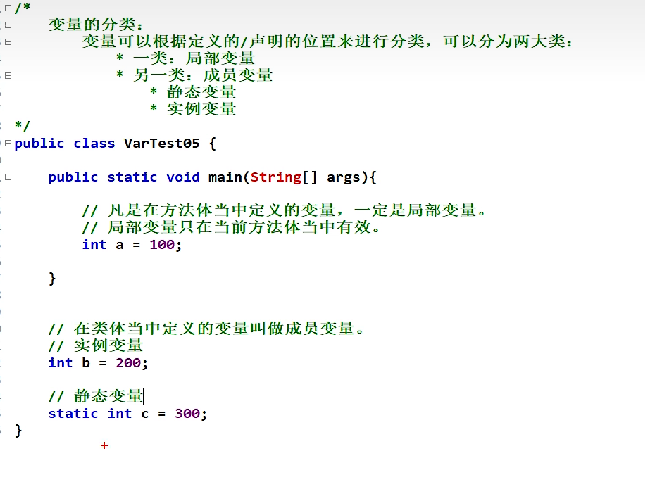 /*
变量的分类:
变量可以根据定义的/声明的位置来进行分类，可以分为两大类：
* 一类：局部变量
* 另一类：成员变量
* 静态变量
* 实例变量
*/
public class VarTest05 {
public static void main(String[] args){
// 凡是在方法体当中定义的变量，一定是局部变量。
// 局部变量只在当前方法体当中有效。
int a = 100;
}
// 在类体当中定义的变量叫做成员变量。
// 实例变量
int b = 200;
// 静态变量
static int c = 300;
}